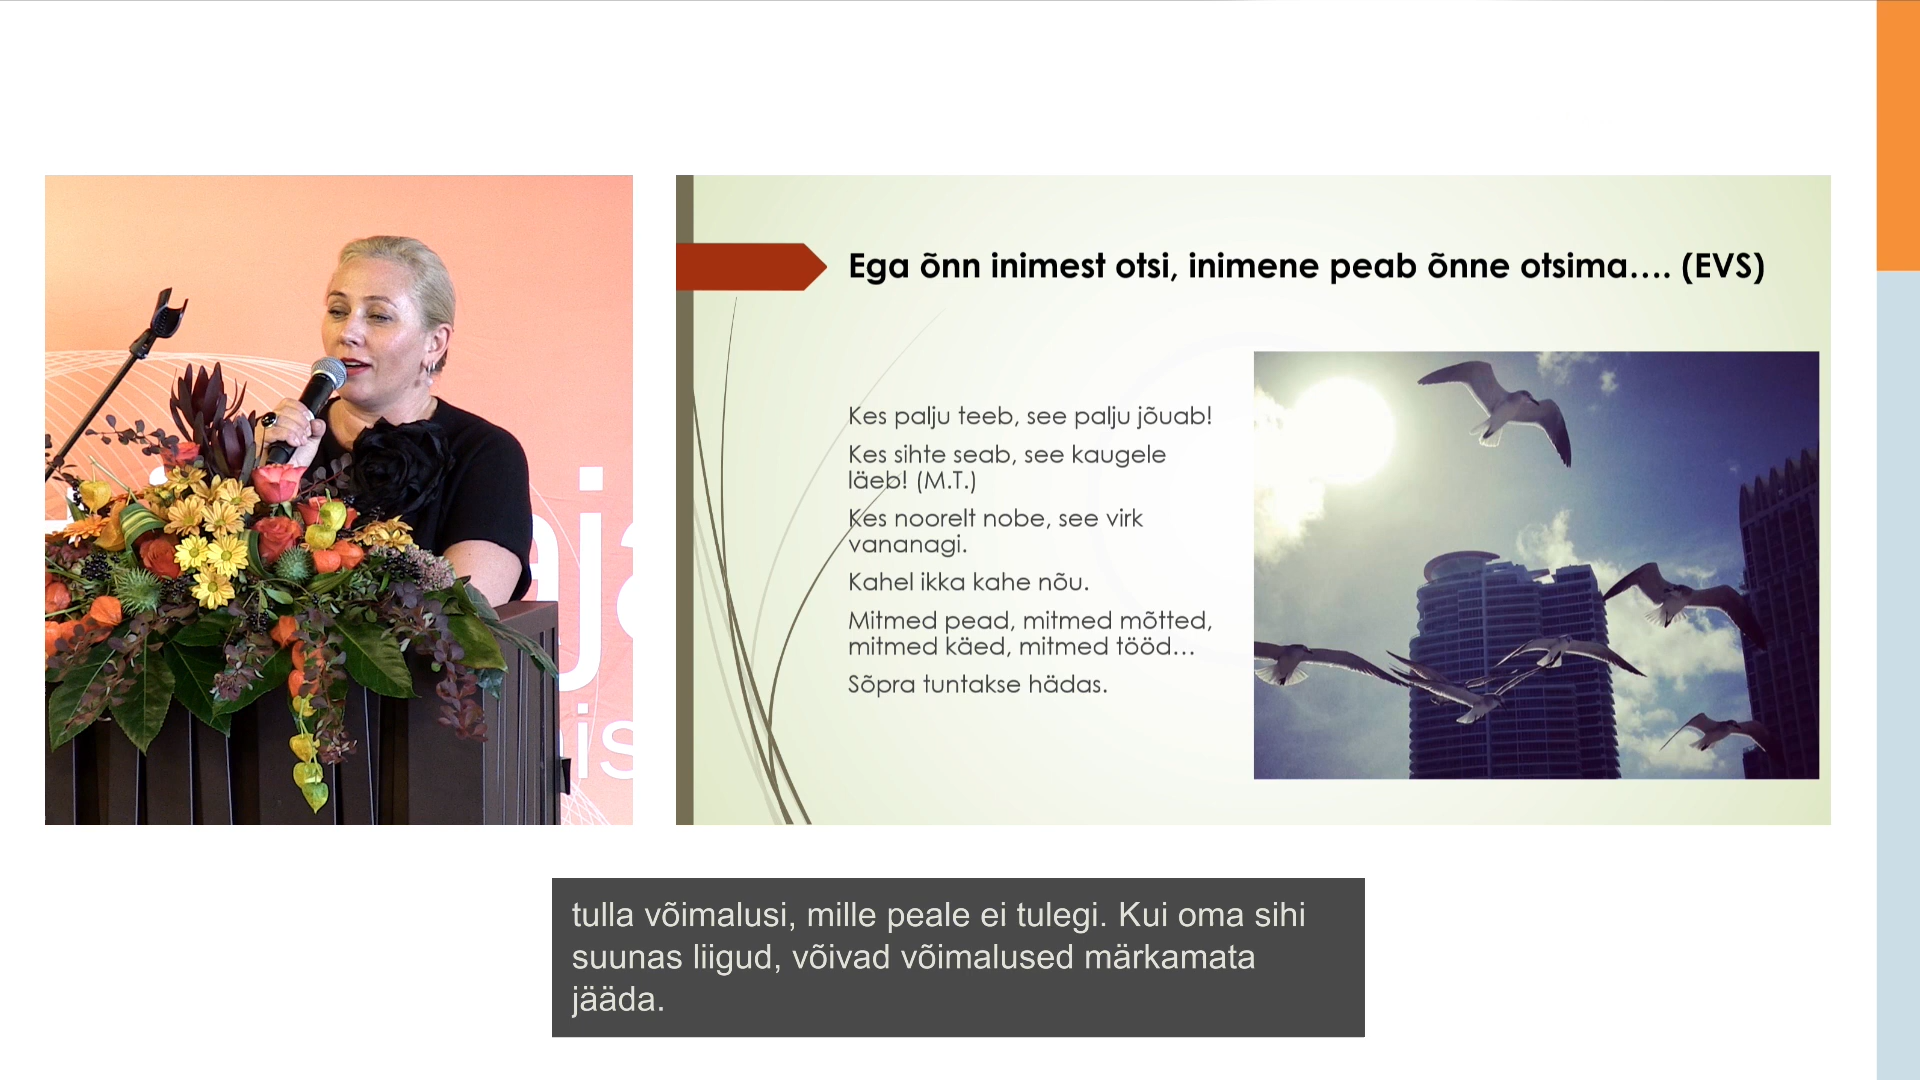 Ega õnn inimest otsi, inimene peab õnne otsima.... (EVS)
Kes palju teeb, see palju jõuab!
Kes sihte seab, see kaugele
läeb! (M.T.)
Kes noorelt nobe, see virk
vananagi.
Kahel ikka kahe nõu.
Mitmed pead, mitmed mõtted,
mitmed käed, mitmed tööd...
Sõpra tuntakse hädas.
tulla võimalusi, mille peale ei tulegi. Kui oma sihi
suunas liigud, võivad võimalused märkamata
jääda.